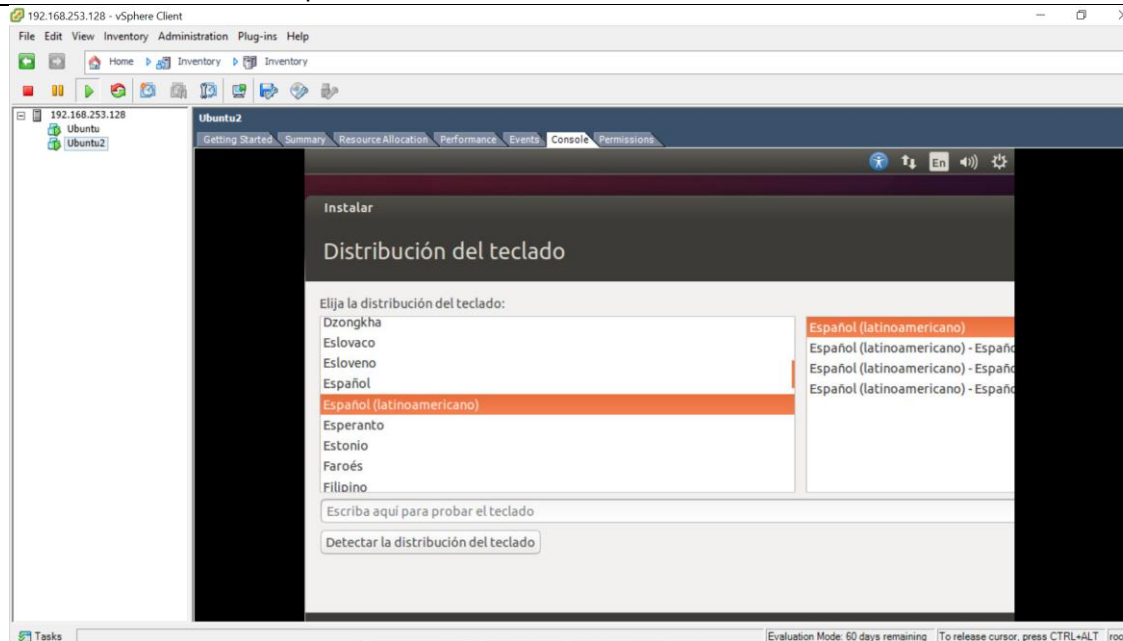 192.168.253.128 - vSphere Client
File Edit View Inventory Administration Plug-ins Help
Home Inventory Inventory
192.168.253.128
Ubuntu
Ubuntu2
Ubuntu2
Getting Started Summary Resource Allocation Performance Events Console Permissions
En
Instalar
Distribución del teclado
Elija la distribución del teclado:
Dzongkha
Eslovaco
Esloveno
Español
Español (latinoamericano)
Esperanto
Estonio
Faroés
Filipino
Español (latinoamericano)
Español (latinoamericano) - Españo
Español (latinoamericano) - Españo
Español (latinoamericano) - Españo
Escriba aquí para probar el teclado
Detectar la distribución del teclado
Tasks
Evaluation Mode: 60 days remaining To release cursor, press CTRL+ALT roo